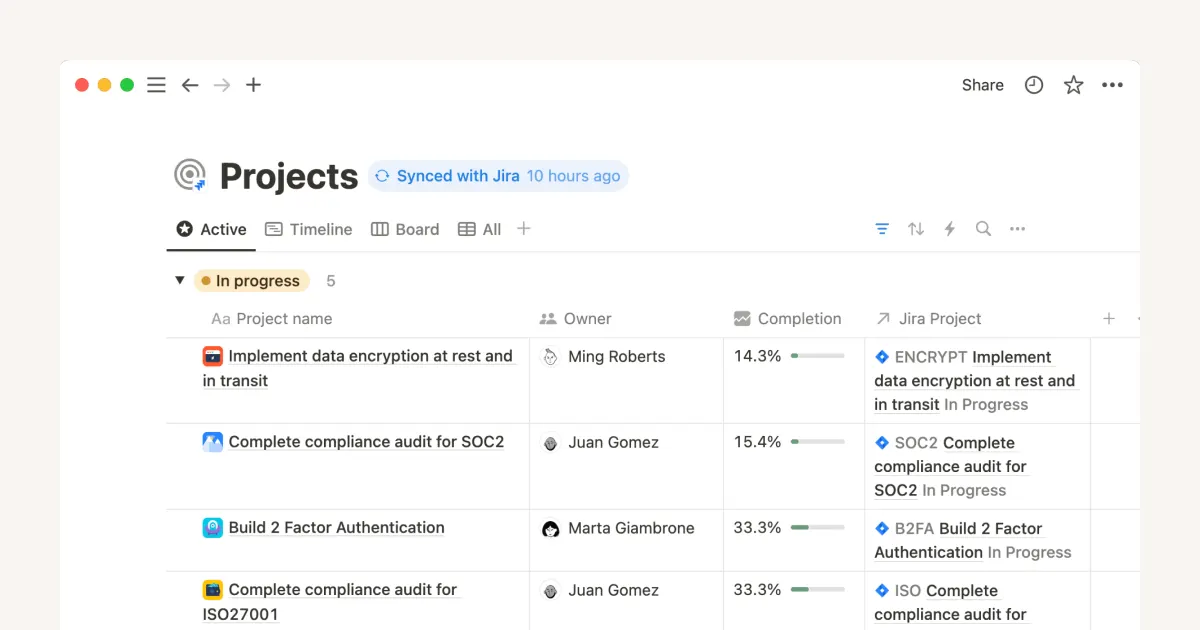 Share
Projects Synced with Jira 10 hours ago
Active Timeline Board All
In progress 5
Aa Project name Owner Completion Jira Project
Implement data encryption at rest and
in transit
Ming Roberts
14.3%
ENCRYPT Implement
data encryption at rest and
in transit In Progress
Complete compliance audit for SOC2
Juan Gomez
15.4%
SOC2 Complete
compliance audit for
SOC2 In Progress
Build 2 Factor Authentication
Marta Giambrone
33.3%
B2FA Build 2 Factor
Authentication In Progress
Complete compliance audit for
ISO27001
Juan Gomez
33.3%
ISO Complete
compliance audit for